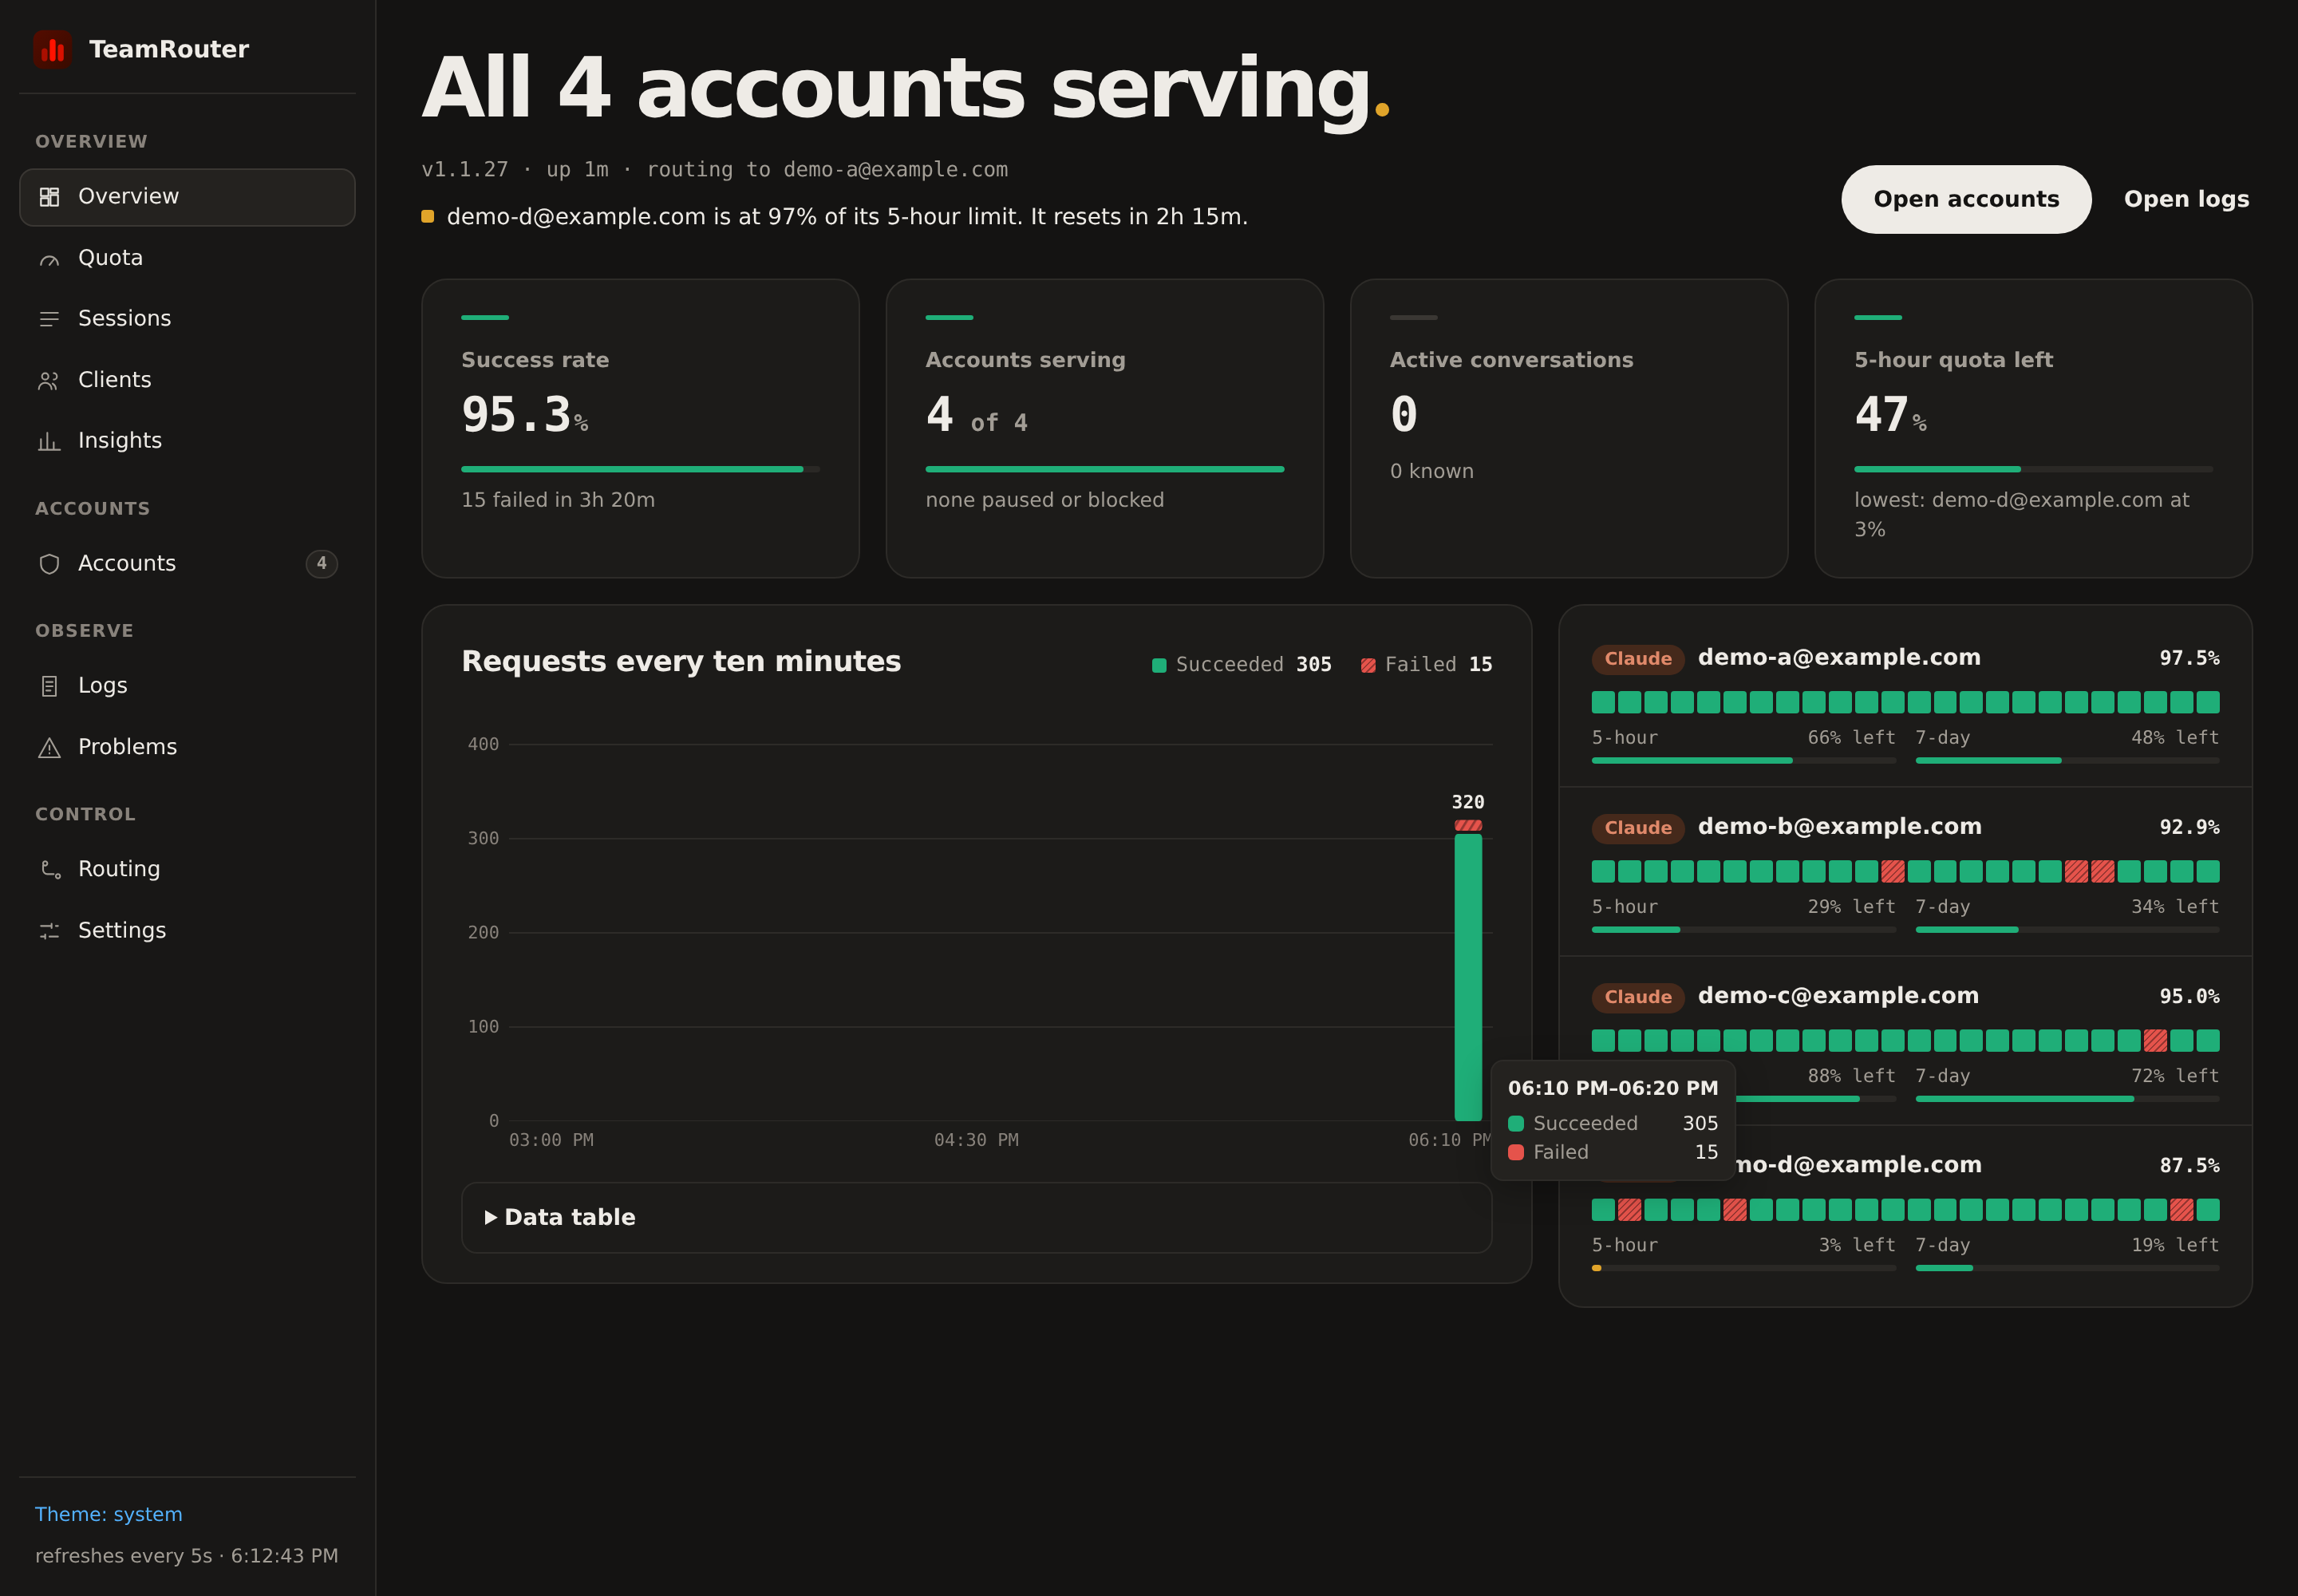 TeamRouter
OVERVIEW
Overview
Quota
Sessions
Clients
Insights
ACCOUNTS
Accounts 4
OBSERVE
Logs
Problems
CONTROL
Routing
Settings
Theme: system
refreshes every 5s · 6:12:43 PM
All 4 accounts serving.
v1.1.27 · up 1m · routing to demo-a@example.com
demo-d@example.com is at 97% of its 5-hour limit. It resets in 2h 15m.
Open accounts Open logs
Success rate
95.3%
15 failed in 3h 20m
Accounts serving
4 of 4
none paused or blocked
Active conversations
0
0 known
5-hour quota left
47%
lowest: demo-d@example.com at
3%
Requests every ten minutes
Succeeded 305 Failed 15
400
320
300
200
100
0
03:00 PM 04:30 PM 06:10 PM
Data table
06:10 PM–06:20 PM
Succeeded 305
Failed 15
Claude demo-a@example.com 97.5%
5-hour 66% left 7-day 48% left
Claude demo-b@example.com 92.9%
5-hour 29% left 7-day 34% left
Claude demo-c@example.com 95.0%
88% left 7-day 72% left
mo-d@example.com 87.5%
5-hour 3% left 7-day 19% left